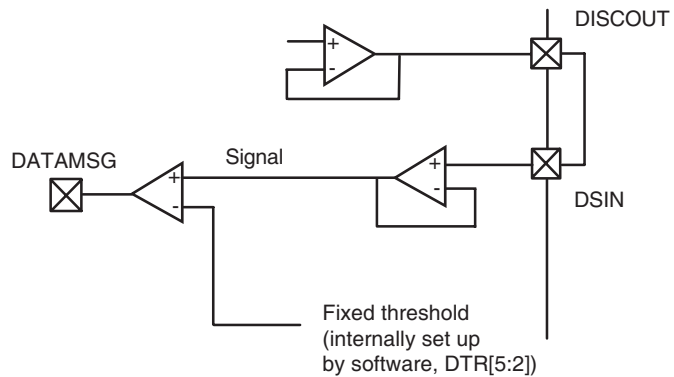 DISCOUT
+
-
DATAMSG
Signal
+
-
+
-
DSIN
Fixed threshold
(internally set up
by software, DTR[5:2])